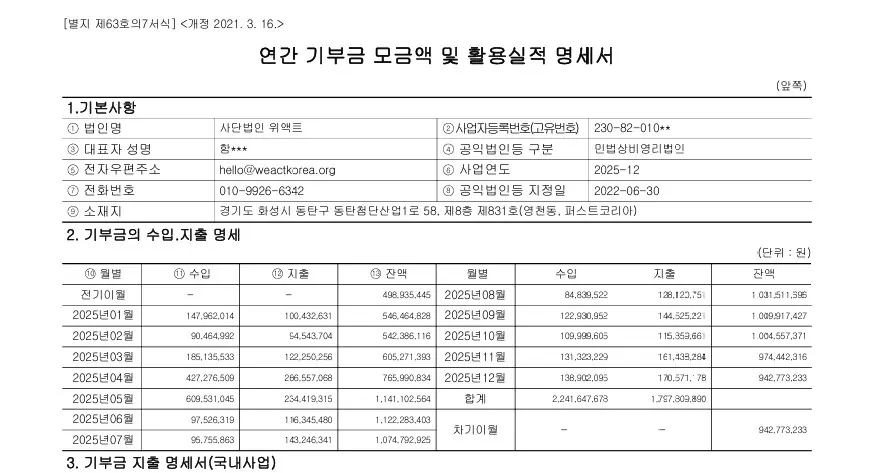 [별지 제63호의7서식] <개정 2021. 3. 16.>
연간 기부금 모금액 및 활용실적 명세서
(앞쪽)
1.기본사항
① 법인명 사단법인 위액트 ② 사업자등록번호(고유번호) 230-82-010**
③ 대표자 성명 함*** ④ 공익법인등 구분 민법상비영리법인
⑤ 전자우편주소 hello@weactkorea.org ⑥ 사업연도 2025-12
⑦ 전화번호 010-9926-6342 ⑧ 공익법인등 지정일 2022-06-30
⑨ 소재지 경기도 화성시 동탄구 동탄첨단산업1로 58, 제8층 제831호(영천동, 퍼스트코리아)
2. 기부금의 수입.지출 명세
(단위 : 원)
⑩ 월별 ⑪ 수입 ⑫ 지출 ⑬ 잔액 월별 수입 지출 잔액
전기이월 - - 498,935,445 2025년08월 84,839,522 128,120,751 1,031,511,696
2025년01월 147,962,014 100,432,631 546,464,828 2025년09월 122,930,952 144,525,221 1,009,917,427
2025년02월 90,464,992 94,543,704 542,386,116 2025년10월 109,999,605 115,359,661 1,004,557,371
2025년03월 185,135,533 122,250,256 605,271,393 2025년11월 131,323,229 161,438,284 974,442,316
2025년04월 427,276,509 266,557,068 765,990,834 2025년12월 138,902,095 170,571,178 942,773,233
2025년05월 609,531,045 234,419,315 1,141,102,564 합계 2,241,647,678 1,797,809,890
2025년06월 97,526,319 116,345,480 1,122,283,403
차기이월 - - 942,773,233
2025년07월 95,755,863 143,246,341 1,074,792,925
3. 기부금 지출 명세서(국내사업)